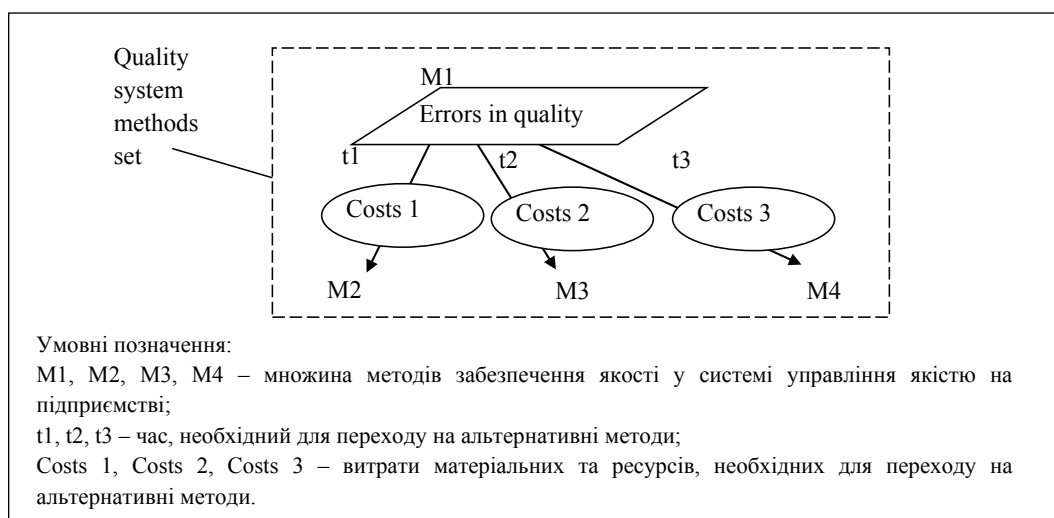 Quality
system
methods
set
M1
Errors in quality
t1
t2
t3
Costs 1
Costs 2
Costs 3
M2
M3
M4
Умовні позначення:
M1, M2, M3, M4 – множина методів забезпечення якості у системі управління якістю на
підприємстві;
t1, t2, t3 – час, необхідний для переходу на альтернативні методи;
Costs 1, Costs 2, Costs 3 – витрати матеріальних та ресурсів, необхідних для переходу на
альтернативні методи.